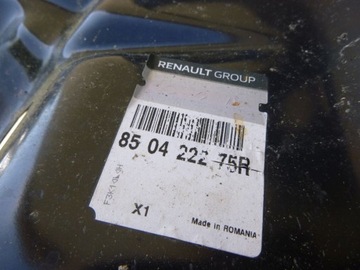 RENAULT GROUP
85 04 222 75R
X1
Made in ROMANIA